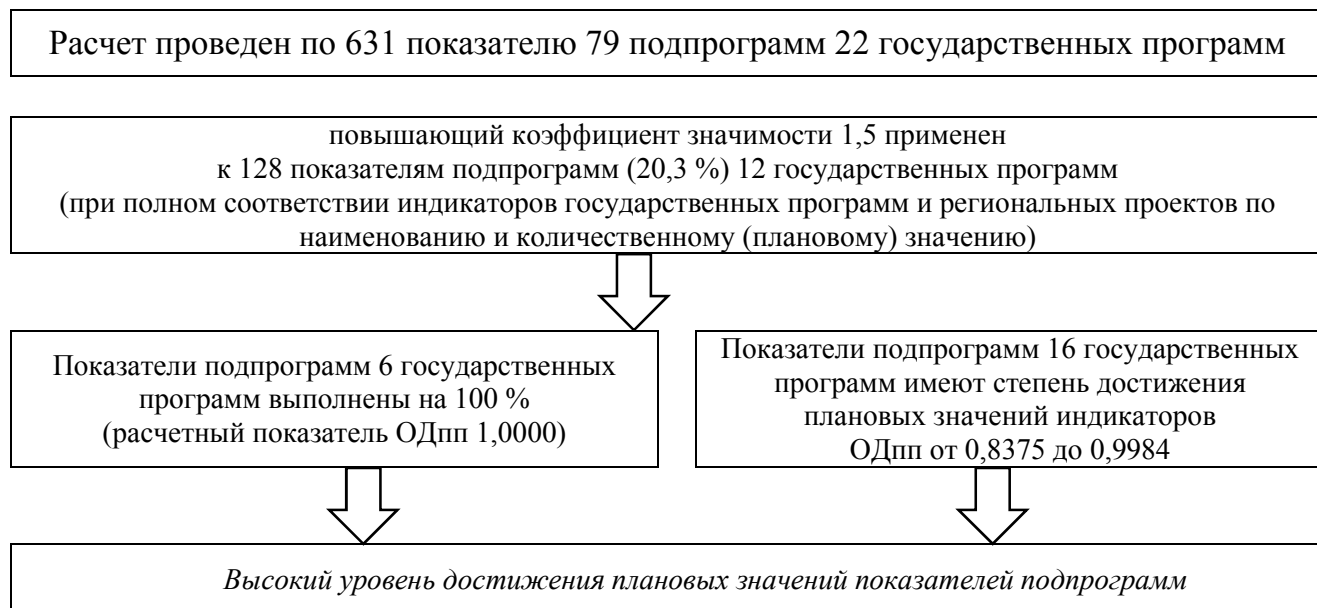 Расчет проведен по 631 показателю 79 подпрограмм 22 государственных программ
повышающий коэффициент значимости 1,5 применен
к 128 показателям подпрограмм (20,3 %) 12 государственных программ
(при полном соответствии индикаторов государственных программ и региональных проектов по
наименованию и количественному (плановому) значению)
Показатели подпрограмм 6 государственных
программ выполнены на 100 %
(расчетный показатель ОДпп 1,0000)
Показатели подпрограмм 16 государственных
программ имеют степень достижения
плановых значений индикаторов
ОДпп от 0,8375 до 0,9984
Высокий уровень достижения плановых значений показателей подпрограмм